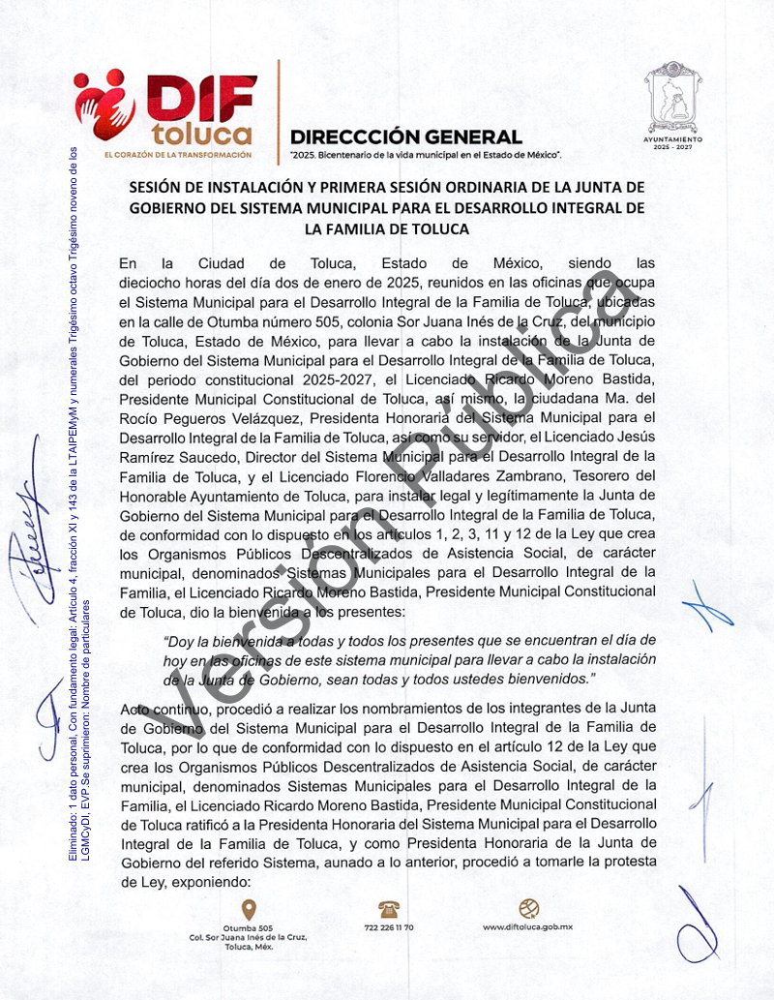 DIF
toluca
EL CORAZÓN DE LA TRANSFORMACIÓN
DIRECCCIÓN GENERAL
"2025. Bicentenario de la vida municipal en el Estado de México".
AYUNTAMIENTO
2025 - 2027
SESIÓN DE INSTALACIÓN Y PRIMERA SESIÓN ORDINARIA DE LA JUNTA DE
GOBIERNO DEL SISTEMA MUNICIPAL PARA EL DESARROLLO INTEGRAL DE
LA FAMILIA DE TOLUCA
En la Ciudad de Toluca, Estado de México, siendo las
dieciocho horas del día dos de enero de 2025, reunidos en las oficinas que ocupa
el Sistema Municipal para el Desarrollo Integral de la Familia de Toluca, ubicadas
en la calle de Otumba número 505, colonia Sor Juana Inés de la Cruz, del municipio
de Toluca, Estado de México, para llevar a cabo la instalación de la Junta de
Gobierno del Sistema Municipal para el Desarrollo Integral de la Familia de Toluca,
del periodo constitucional 2025-2027, el Licenciado Ricardo Moreno Bastida,
Presidente Municipal Constitucional de Toluca, así mismo, la ciudadana Ma. del
Rocío Pegueros Velázquez, Presidenta Honoraria del Sistema Municipal para el
Desarrollo Integral de la Familia de Toluca, así como su servidor, el Licenciado Jesús
Ramírez Saucedo, Director del Sistema Municipal para el Desarrollo Integral de la
Familia de Toluca, y el Licenciado Florencio Valladares Zambrano, Tesorero del
Honorable Ayuntamiento de Toluca, para instalar legal y legítimamente la Junta de
Gobierno del Sistema Municipal para el Desarrollo Integral de la Familia de Toluca,
de conformidad con lo dispuesto en los artículos 1, 2, 3, 11 y 12 de la Ley que crea
los Organismos Públicos Descentralizados de Asistencia Social, de carácter
municipal, denominados Sistemas Municipales para el Desarrollo Integral de la
Familia, el Licenciado Ricardo Moreno Bastida, Presidente Municipal Constitucional
de Toluca, dio la bienvenida a los presentes:
"Doy la bienvenida a todas y todos los presentes que se encuentran el día de
hoy en las oficinas de este sistema municipal para llevar a cabo la instalación
de la Junta de Gobierno, sean todas y todos ustedes bienvenidos."
Acto continuo, procedió a realizar los nombramientos de los integrantes de la Junta
de Gobierno del Sistema Municipal para el Desarrollo Integral de la Familia de
Toluca, por lo que de conformidad con lo dispuesto en el artículo 12 de la Ley que
crea los Organismos Públicos Descentralizados de Asistencia Social, de carácter
municipal, denominados Sistemas Municipales para el Desarrollo Integral de la
Familia, el Licenciado Ricardo Moreno Bastida, Presidente Municipal Constitucional
de Toluca ratificó a la Presidenta Honoraria del Sistema Municipal para el Desarrollo
Integral de la Familia de Toluca, y como Presidenta Honoraria de la Junta de
Gobierno del referido Sistema, aunado a lo anterior, procedió a tomarle la protesta
de Ley, exponiendo:
Versión Pública
Eliminado: 1 dato personal, Con fundamento legal: Artículo 4, fracción XI y 143 de la LTAIPEMyM y numerales Trigésimo octavo Trigésimo noveno de los
LGMCyDI, EVP.Se suprimieron: Nombre de particulares
Otumba 505
Col. Sor Juana Inés de la Cruz,
Toluca, Méx.
722 226 11 70
www.diftoluca.gob.mx